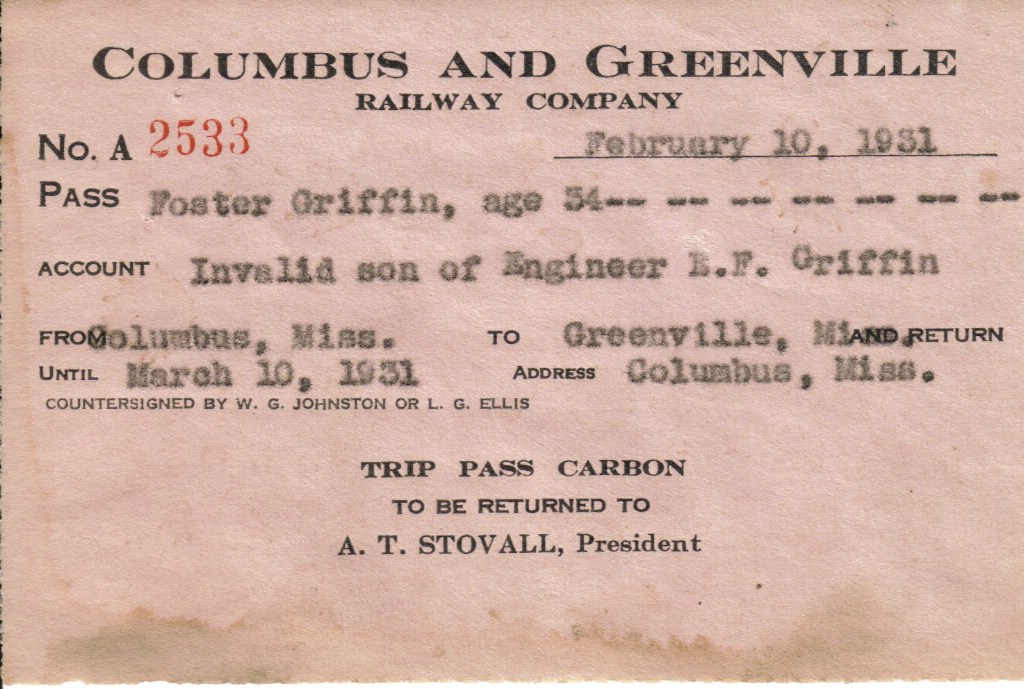 COLUMBUS AND GREENVILLE
RAILWAY COMPANY
No. A 2533 February 10, 1931
PASS Foster Griffin, age 34-- -- -- -- -- -- --
ACCOUNT Invalid son of Engineer E.F. Griffin
FROM Columbus, Miss. TO Greenville, Miss. AND RETURN
UNTIL March 10, 1931 ADDRESS Columbus, Miss.
COUNTERSIGNED BY W. G. JOHNSTON OR L. G. ELLIS
TRIP PASS CARBON
TO BE RETURNED TO
A. T. STOVALL, President